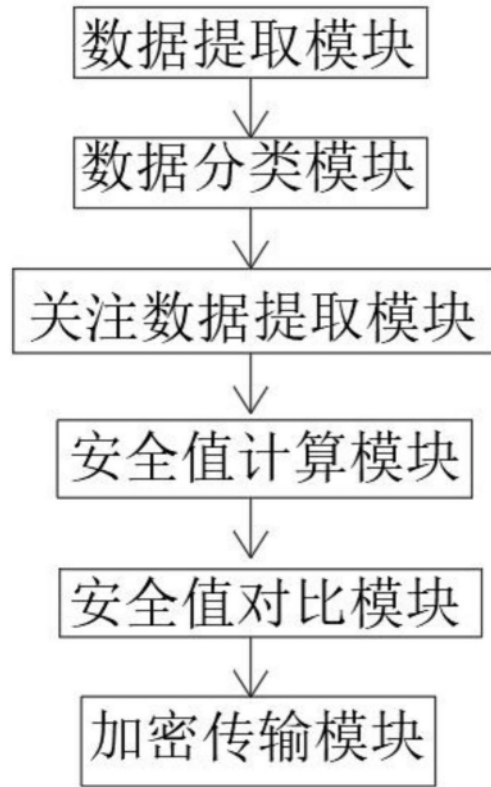 数据提取模块
数据分类模块
关注数据提取模块
安全值计算模块
安全值对比模块
加密传输模块